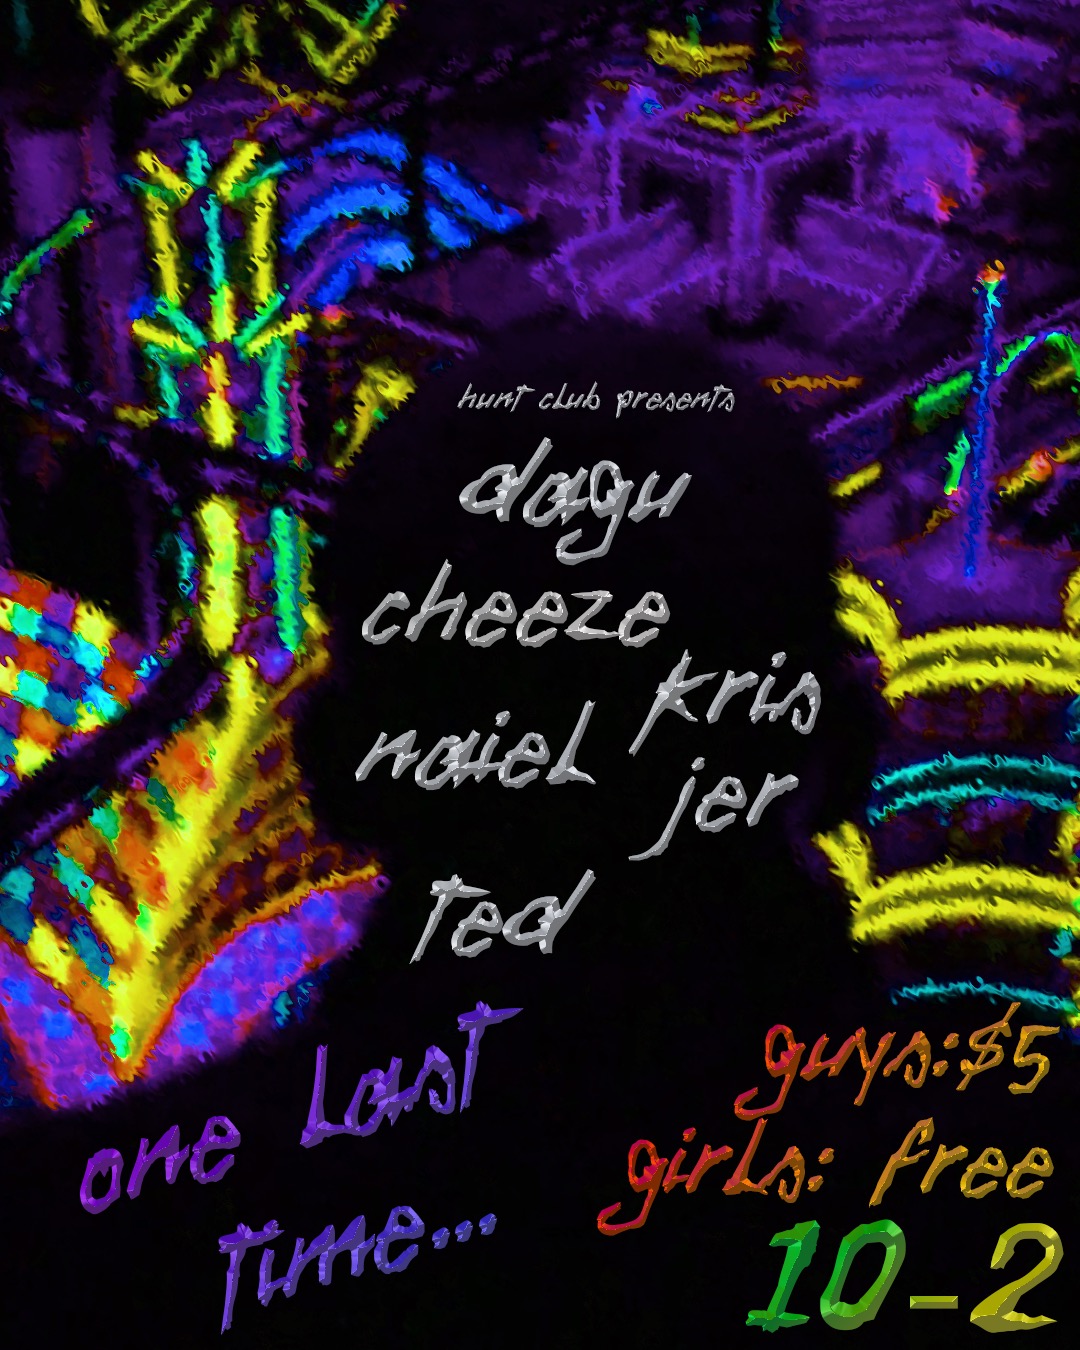 hunt club presents
dagu
cheeze
kris
naiel
jer
Ted
one Last
Time...
guys:$5
girls: free
10-2